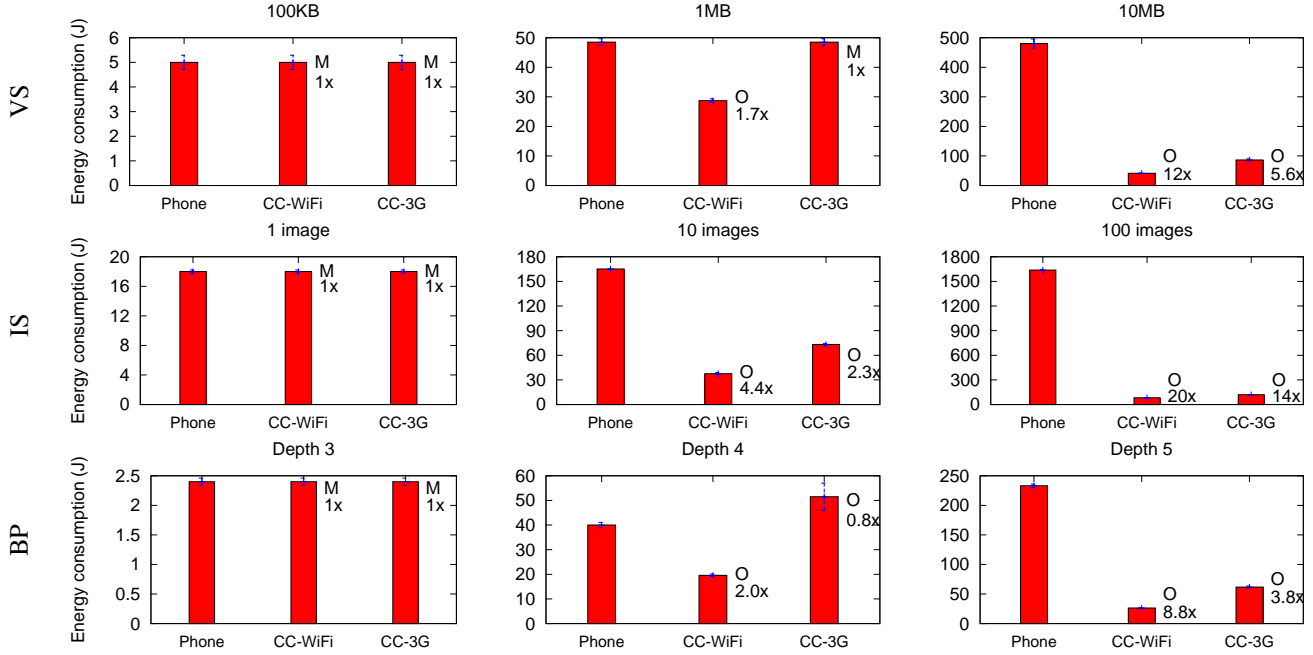 100KB
1MB
10MB
VS
Energy consumption (J)
6
5
4
3
2
1
0
M
1x
M
1x
Phone
CC-WiFi
CC-3G
50
40
30
20
10
0
O
1.7x
M
1x
Phone
CC-WiFi
CC-3G
500
400
300
200
100
0
O
12x
O
5.6x
Phone
CC-WiFi
CC-3G
1 image
10 images
100 images
IS
Energy consumption (J)
20
16
12
8
4
0
M
1x
M
1x
Phone
CC-WiFi
CC-3G
180
150
120
90
60
30
0
O
4.4x
O
2.3x
Phone
CC-WiFi
CC-3G
1800
1500
1200
900
600
300
0
O
20x
O
14x
Phone
CC-WiFi
CC-3G
Depth 3
Depth 4
Depth 5
BP
Energy consumption (J)
2.5
2
1.5
1
0.5
0
M
1x
M
1x
Phone
CC-WiFi
CC-3G
60
50
40
30
20
10
0
O
2.0x
O
0.8x
Phone
CC-WiFi
CC-3G
250
200
150
100
50
0
O
8.8x
O
3.8x
Phone
CC-WiFi
CC-3G